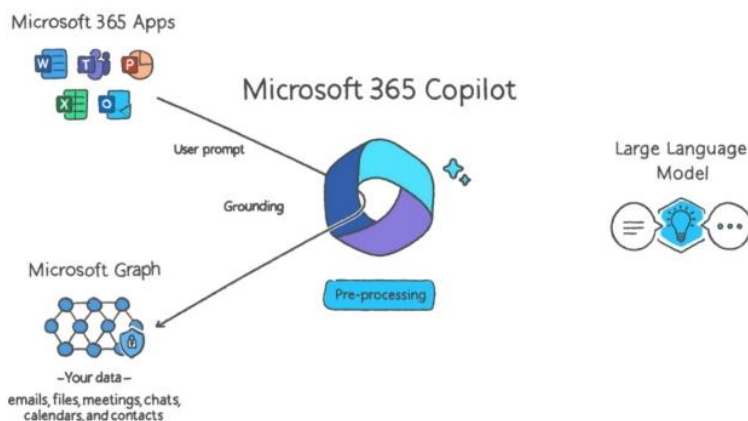 Microsoft 365 Apps
W
T
P
X
O
Microsoft 365 Copilot
User prompt
Grounding
Large Language
Model
Microsoft Graph
Pre-processing
–Your data–
emails, files, meetings, chats,
calendars, and contacts